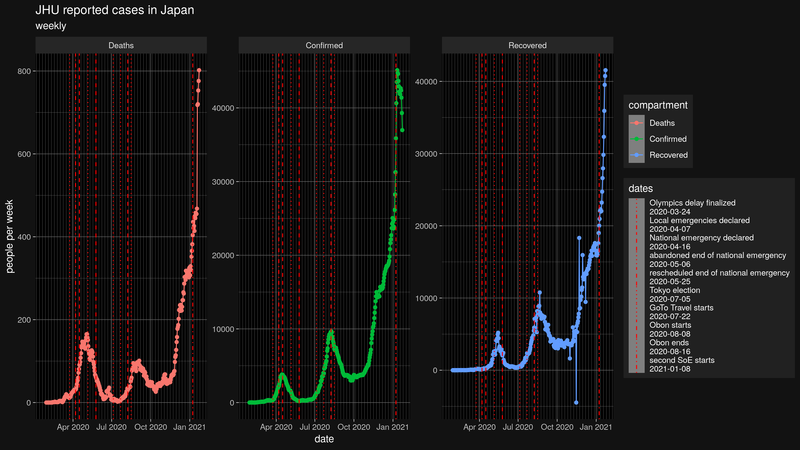 JHU reported cases in Japan
weekly
Deaths
Confirmed
Recovered
people per week
800
600
400
200
0
40000
30000
20000
10000
0
40000
30000
20000
10000
0
Apr 2020 Jul 2020 Oct 2020 Jan 2021
Apr 2020 Jul 2020 Oct 2020 Jan 2021
Apr 2020 Jul 2020 Oct 2020 Jan 2021
date
compartment
Deaths
Confirmed
Recovered
dates
Olympics delay finalized
2020-03-24
Local emergencies declared
2020-04-07
National emergency declared
2020-04-16
abandoned end of national emergency
2020-05-06
rescheduled end of national emergency
2020-05-25
Tokyo election
2020-07-05
GoTo Travel starts
2020-07-22
Obon starts
2020-08-08
Obon ends
2020-08-16
second SoE starts
2021-01-08